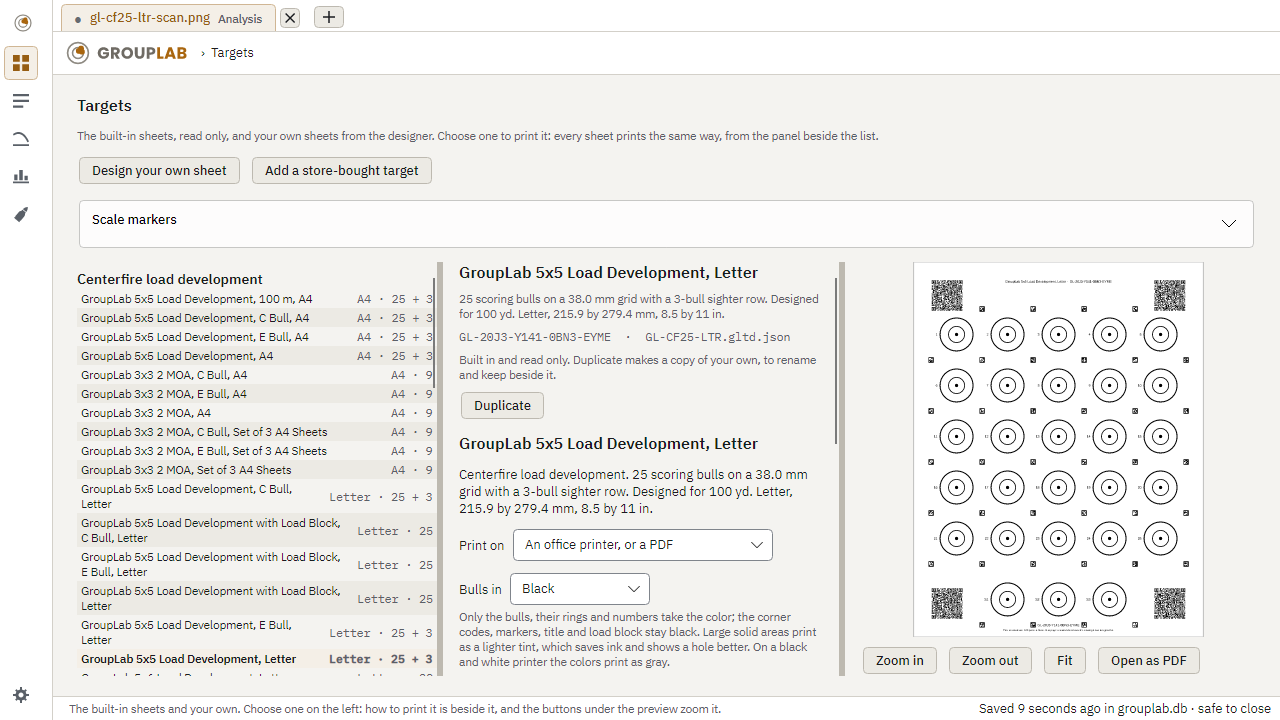 gl-cf25-ltr-scan.png Analysis
GROUPLAB › Targets
Targets
The built-in sheets, read only, and your own sheets from the designer. Choose one to print it: every sheet prints the same way, from the panel beside the list.
Design your own sheet
Add a store-bought target
Scale markers
Centerfire load development
GroupLab 5x5 Load Development, 100 m, A4 A4 · 25 + 3
GroupLab 5x5 Load Development, C Bull, A4 A4 · 25 + 3
GroupLab 5x5 Load Development, E Bull, A4 A4 · 25 + 3
GroupLab 5x5 Load Development, A4 A4 · 25 + 3
GroupLab 3x3 2 MOA, C Bull, A4 A4 · 9
GroupLab 3x3 2 MOA, E Bull, A4 A4 · 9
GroupLab 3x3 2 MOA, A4 A4 · 9
GroupLab 3x3 2 MOA, C Bull, Set of 3 A4 Sheets A4 · 9
GroupLab 3x3 2 MOA, E Bull, Set of 3 A4 Sheets A4 · 9
GroupLab 3x3 2 MOA, Set of 3 A4 Sheets A4 · 9
GroupLab 5x5 Load Development, C Bull,
Letter Letter · 25 + 3
GroupLab 5x5 Load Development with Load Block,
C Bull, Letter Letter · 25
GroupLab 5x5 Load Development with Load Block,
E Bull, Letter Letter · 25
GroupLab 5x5 Load Development with Load Block,
Letter Letter · 25
GroupLab 5x5 Load Development, E Bull,
Letter Letter · 25 + 3
GroupLab 5x5 Load Development, Letter Letter · 25 + 3
GroupLab 5x5 Load Development, Letter
25 scoring bulls on a 38.0 mm grid with a 3-bull sighter row. Designed
for 100 yd. Letter, 215.9 by 279.4 mm, 8.5 by 11 in.
GL-20J3-Y141-0BN3-EYME · GL-CF25-LTR.gltd.json
Built in and read only. Duplicate makes a copy of your own, to rename
and keep beside it.
Duplicate
GroupLab 5x5 Load Development, Letter
Centerfire load development. 25 scoring bulls on a 38.0 mm
grid with a 3-bull sighter row. Designed for 100 yd. Letter,
215.9 by 279.4 mm, 8.5 by 11 in.
Print on An office printer, or a PDF
Bulls in Black
Only the bulls, their rings and numbers take the color; the corner
codes, markers, title and load block stay black. Large solid areas print
as a lighter tint, which saves ink and shows a hole better. On a black
and white printer the colors print as gray.
Zoom in
Zoom out
Fit
Open as PDF
The built-in sheets and your own. Choose one on the left: how to print it is beside it, and the buttons under the preview zoom it.
Saved 9 seconds ago in grouplab.db · safe to close